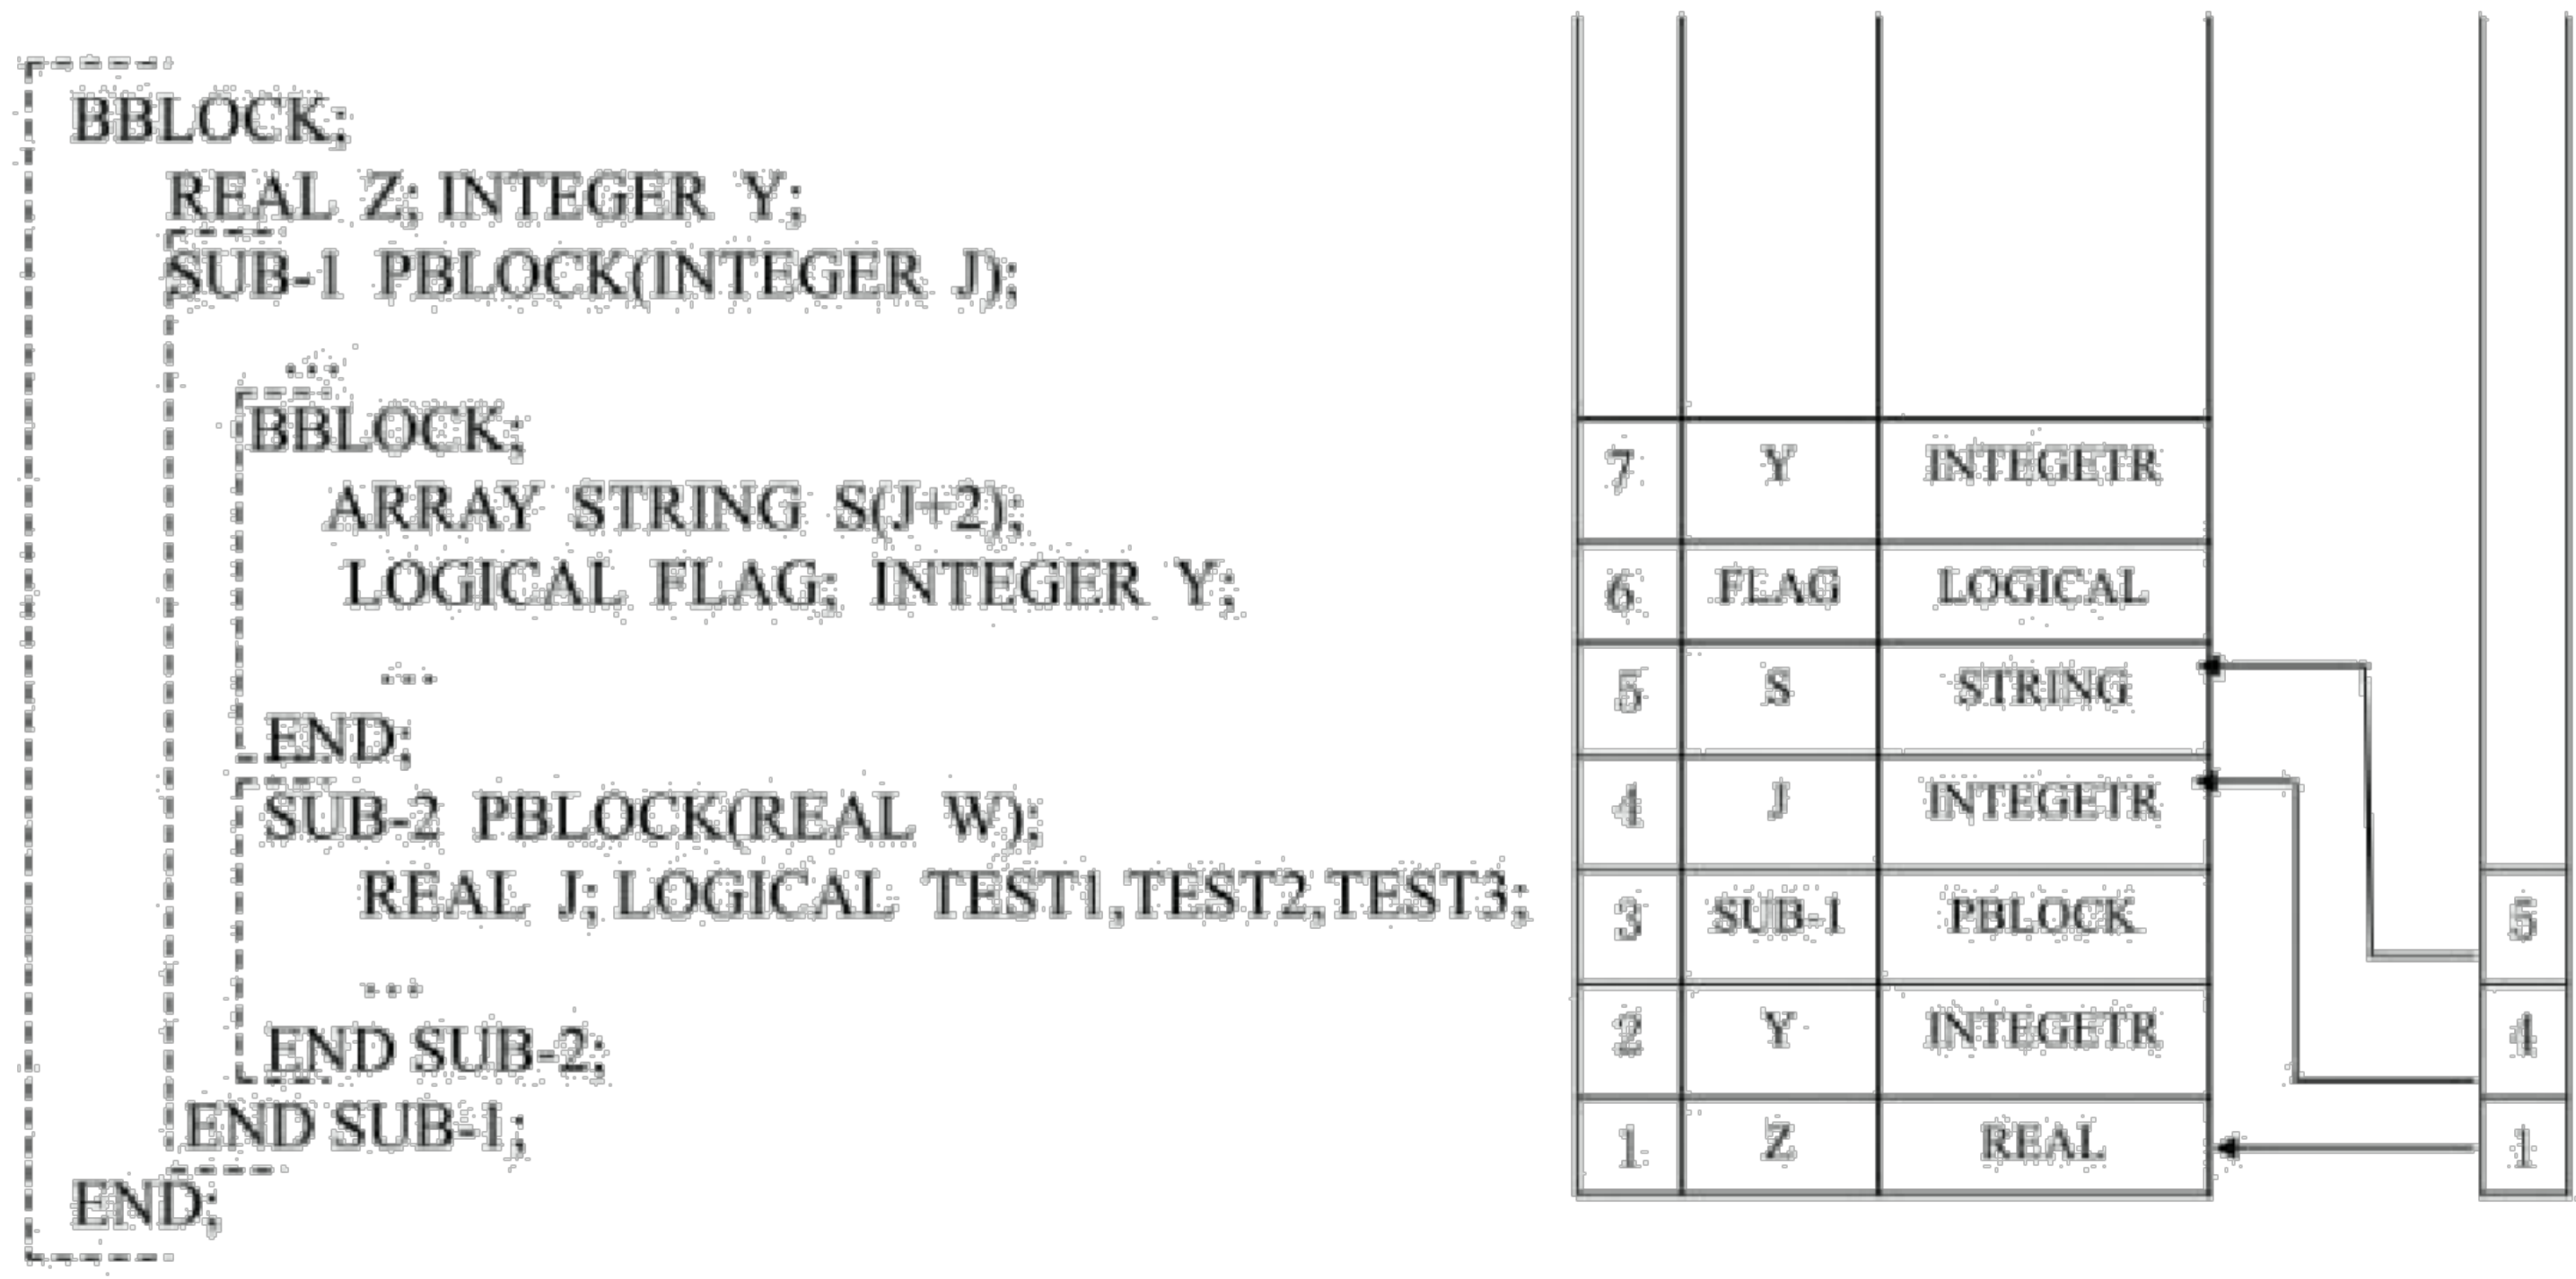 BBLOCK;
REAL Z; INTEGER Y;
SUB-1 PBLOCK(INTEGER J);
...
BBLOCK;
ARRAY STRING S(J+2);
LOGICAL FLAG; INTEGER Y;
...
END;
SUB-2 PBLOCK(REAL W);
REAL J; LOGICAL TEST1,TEST2,TEST3;
...
END SUB-2;
END SUB-1;
END;
7 Y INTEGETR
6 FLAG LOGICAL
5 S STRING
4 J INTEGETR
3 SUB-1 PBLOCK
2 Y INTEGETR
1 Z REAL
5
4
1